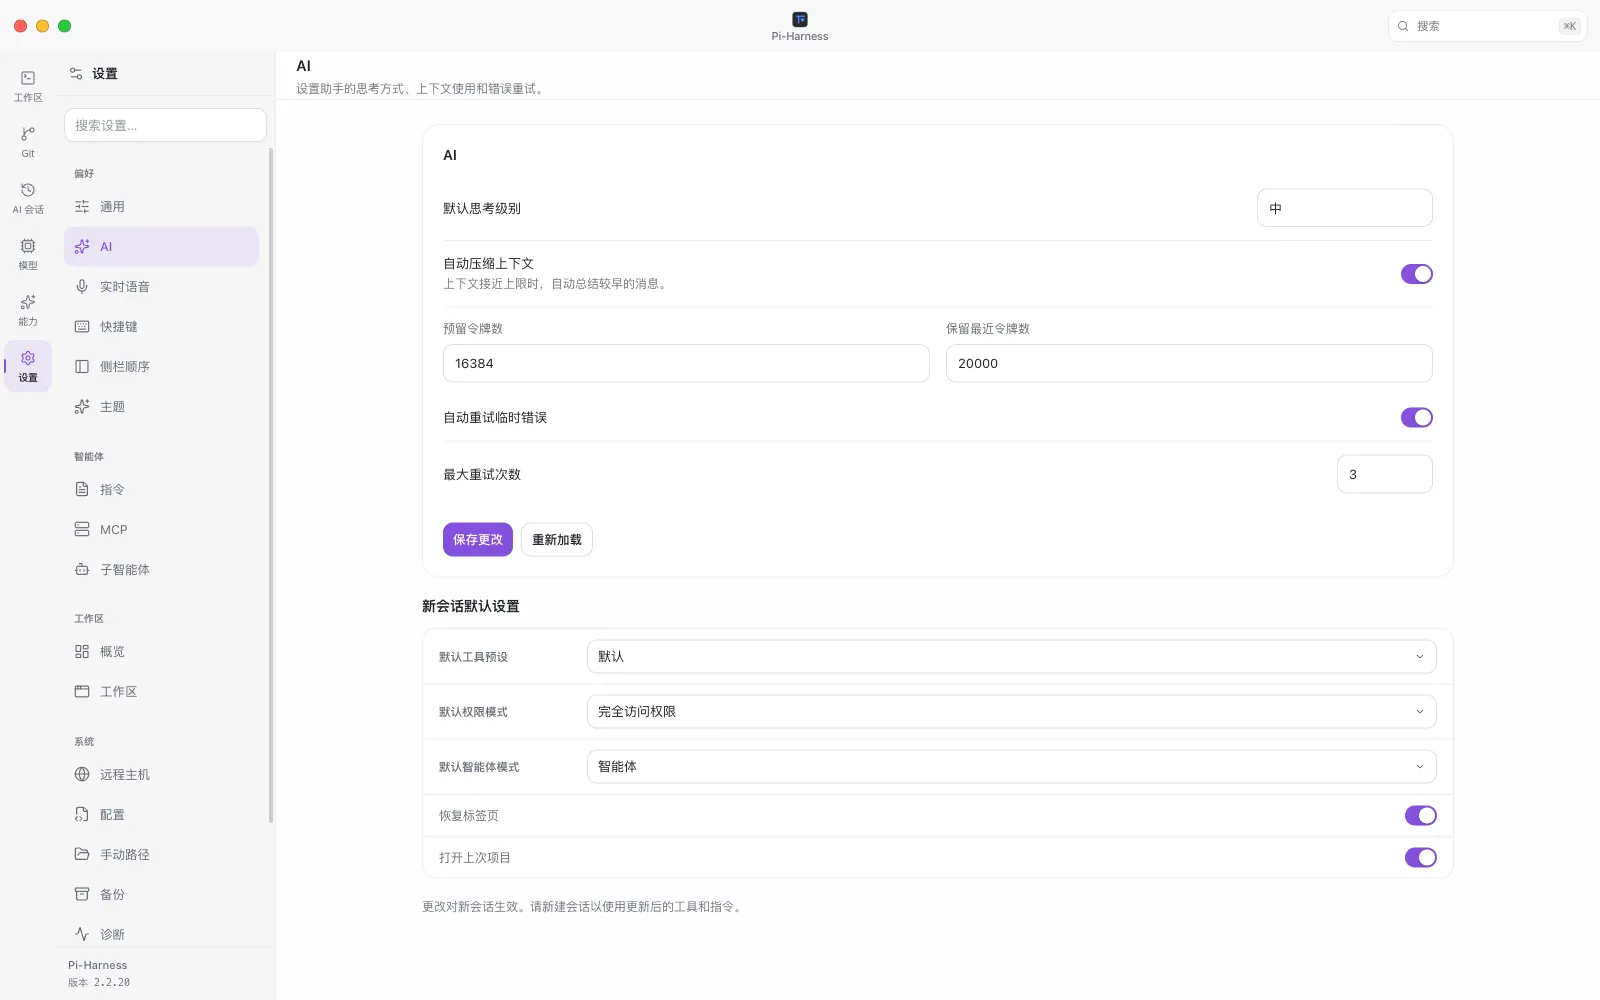 Pi-Harness
搜索
⌘K
工作区
Git
AI 会话
模型
能力
设置
设置
搜索设置...
偏好
通用
AI
实时语音
快捷键
侧栏顺序
主题
智能体
指令
MCP
子智能体
工作区
概览
工作区
系统
远程主机
配置
手动路径
备份
诊断
Pi-Harness
版本 2.2.20
AI
设置助手的思考方式、上下文使用和错误重试。
AI
默认思考级别
中
自动压缩上下文
上下文接近上限时，自动总结较早的消息。
预留令牌数
保留最近令牌数
16384
20000
自动重试临时错误
最大重试次数
3
保存更改
重新加载
新会话默认设置
默认工具预设
默认
默认权限模式
完全访问权限
默认智能体模式
智能体
恢复标签页
打开上次项目
更改对新会话生效。请新建会话以使用更新后的工具和指令。